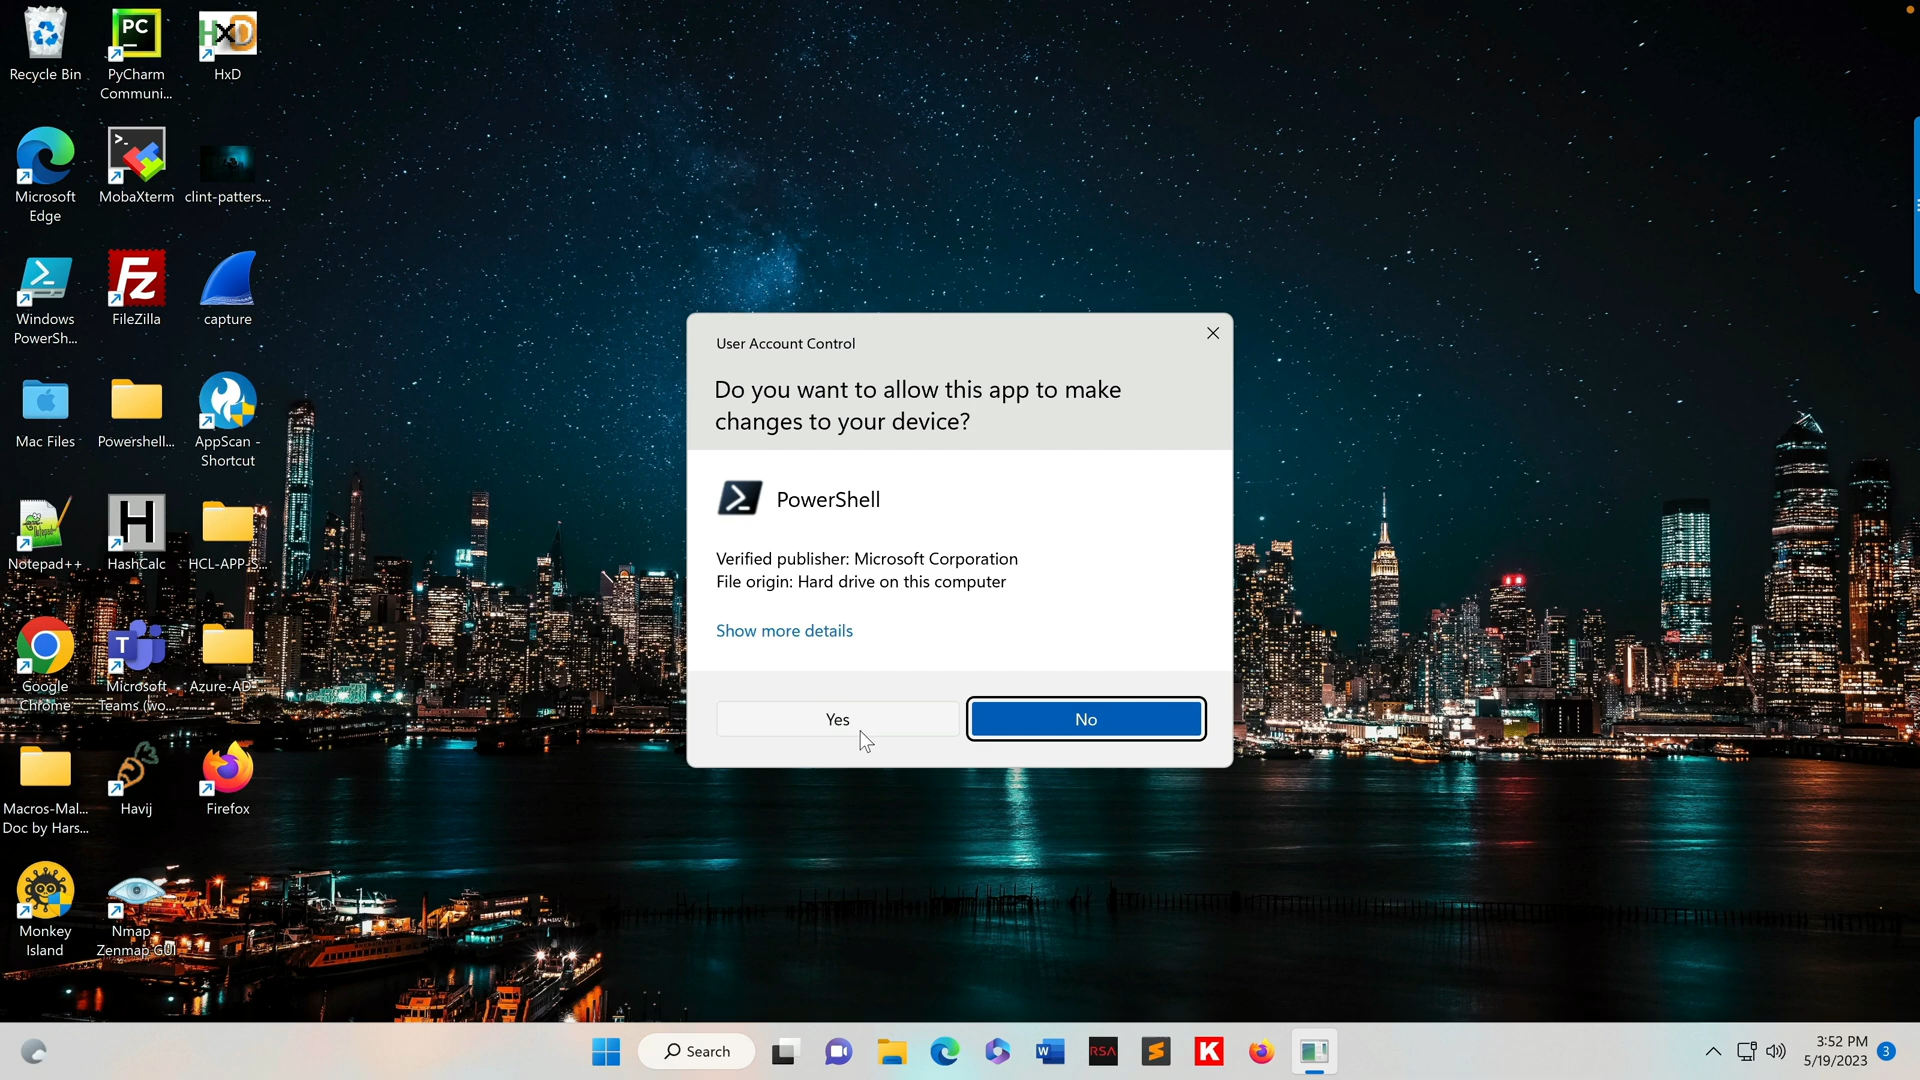 Recycle Bin
PyCharm
Communi...
HxD
Microsoft
Edge
MobaXterm
clint-patters...
Windows
PowerSh...
FileZilla
capture
Mac Files
Powershell...
AppScan -
Shortcut
Notepad++
HashCalc
HCL-APP-S...
Google
Chrome
Microsoft
Teams (wo...
Azure-AD-...
Macros-Mal...
Doc by Hars...
Havij
Firefox
Monkey
Island
Nmap -
Zenmap GUI
User Account Control
Do you want to allow this app to make
changes to your device?
PowerShell
Verified publisher: Microsoft Corporation
File origin: Hard drive on this computer
Show more details
Yes
No
Search
RSA
3:52 PM
5/19/2023
3